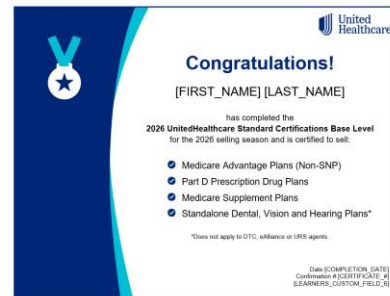 United
Healthcare
Congratulations!
[FIRST_NAME] [LAST_NAME]
has completed the
2026 UnitedHealthcare Standard Certifications Base Level
for the 2026 selling season and is certified to sell:
Medicare Advantage Plans (Non-SNP)
Part D Prescription Drug Plans
Medicare Supplement Plans
Standalone Dental, Vision and Hearing Plans*
*Does not apply to DTC, eAlliance or URS agents.
Date [COMPLETION_DATE]
Confirmation # [CERTIFICATE_#]